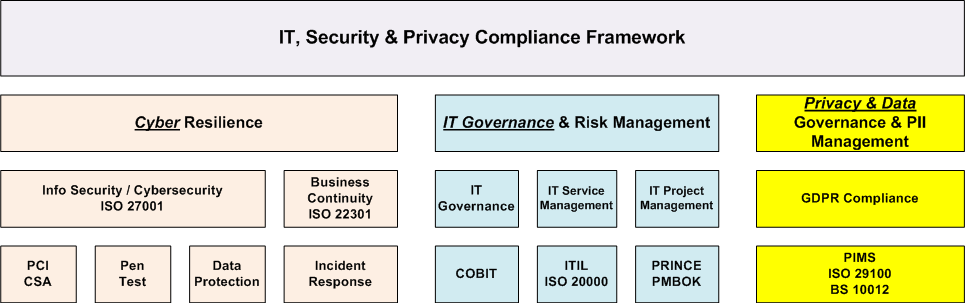 IT, Security & Privacy Compliance Framework
Cyber Resilience
IT Governance & Risk Management
Privacy & Data
Governance & PII
Management
Info Security / Cybersecurity
ISO 27001
Business
Continuity
ISO 22301
IT
Governance
IT Service
Management
IT Project
Management
GDPR Compliance
PCI
CSA
Pen
Test
Data
Protection
Incident
Response
COBIT
ITIL
ISO 20000
PRINCE
PMBOK
PIMS
ISO 29100
BS 10012